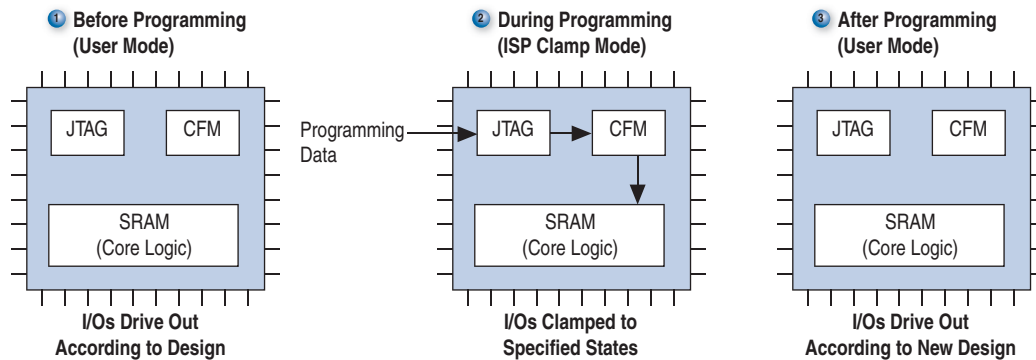 1 Before Programming
(User Mode)
JTAG
CFM
SRAM
(Core Logic)
I/Os Drive Out
According to Design
2 During Programming
(ISP Clamp Mode)
Programming
Data
JTAG
CFM
SRAM
(Core Logic)
I/Os Clamped to
Specified States
3 After Programming
(User Mode)
JTAG
CFM
SRAM
(Core Logic)
I/Os Drive Out
According to New Design